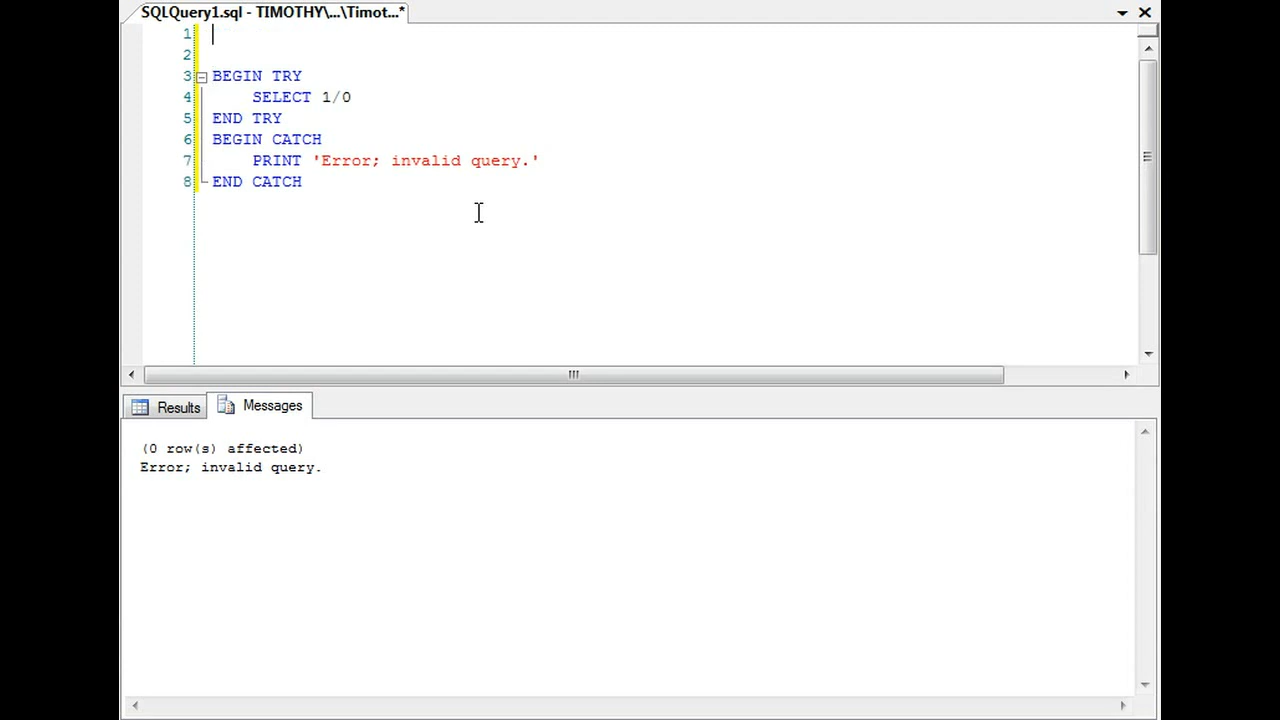 SQLQuery1.sql - TIMOTHY\...\Timot...*
1
2
3 BEGIN TRY
4 SELECT 1/0
5 END TRY
6 BEGIN CATCH
7 PRINT 'Error; invalid query.'
8 END CATCH
Results Messages
(0 row(s) affected)
Error; invalid query.